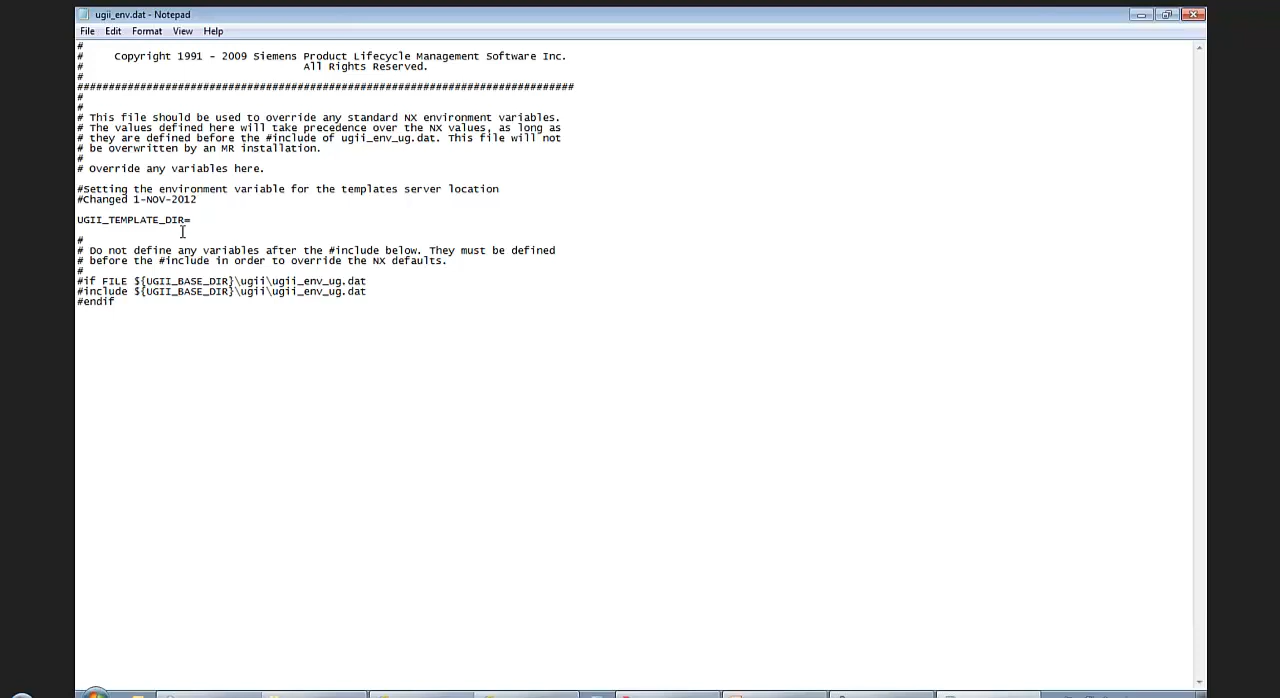 ugii_env.dat - Notepad
File Edit Format View Help
#
# Copyright 1991 - 2009 Siemens Product Lifecycle Management Software Inc.
# All Rights Reserved.
#
################################################################################
#
#
# This file should be used to override any standard NX environment variables.
# The values defined here will take precedence over the NX values, as long as
# they are defined before the #include of ugii_env_ug.dat. This file will not
# be overwritten by an MR installation.
#
# Override any variables here.
#Setting the environment variable for the templates server location
#Changed 1-NOV-2012
UGII_TEMPLATE_DIR=
#
# Do not define any variables after the #include below. They must be defined
# before the #include in order to override the NX defaults.
#
#if FILE ${UGII_BASE_DIR}\ugii\ugii_env_ug.dat
#include ${UGII_BASE_DIR}\ugii\ugii_env_ug.dat
#endif